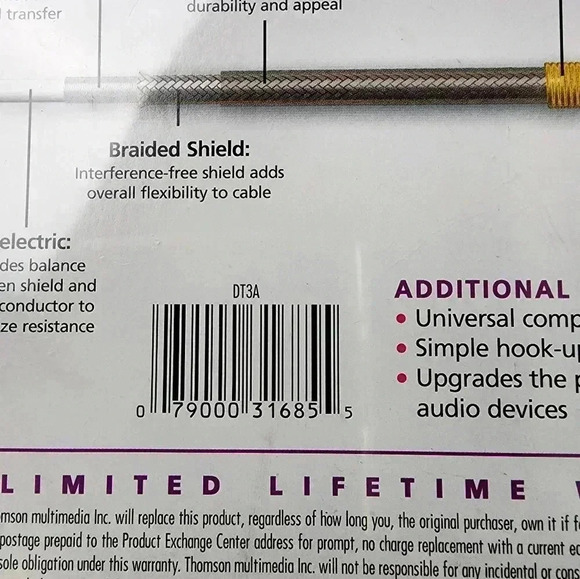 transfer
durability and appeal
Braided Shield:
Interference-free shield adds
overall flexibility to cable
electric:
des balance
en shield and
conductor to
ze resistance
DT3A
0 79000 31685 5
ADDITIONAL
• Universal comp
• Simple hook-up
• Upgrades the p
audio devices
LIMITED LIFETIME
mson multimedia Inc. will replace this product, regardless of how long you, the original purchaser, own it if f
postage prepaid to the Product Exchange Center address for prompt, no charge replacement with a current eq
sole obligation under this warranty. Thomson multimedia Inc. will not be responsible for any incidental or cons